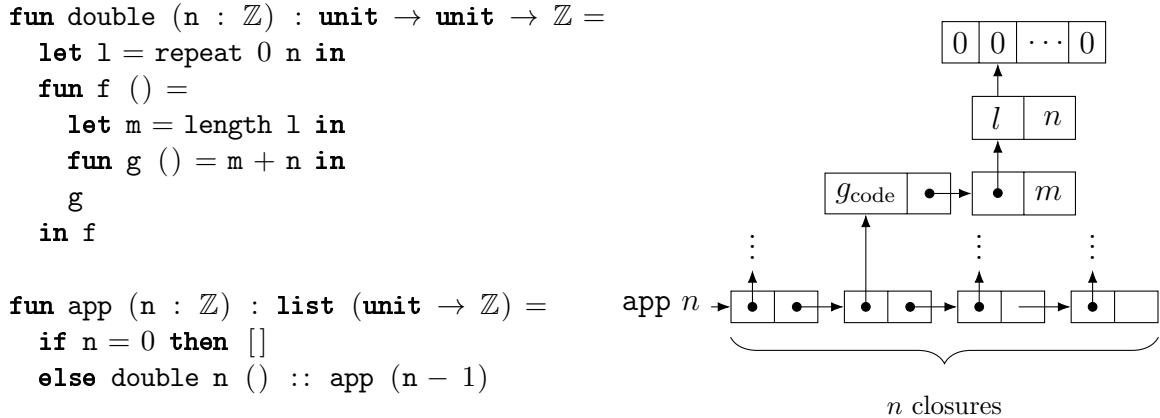 fun double (n : ℤ) : unit → unit → ℤ =
let l = repeat 0 n in
fun f () =
let m = length l in
fun g () = m + n in
g
in f
fun app (n : ℤ) : list (unit → ℤ) =
if n = 0 then []
else double n () :: app (n − 1)
0 0 ⋯ 0
l n
g_code m
⋮ ⋮ ⋮
app n
n closures